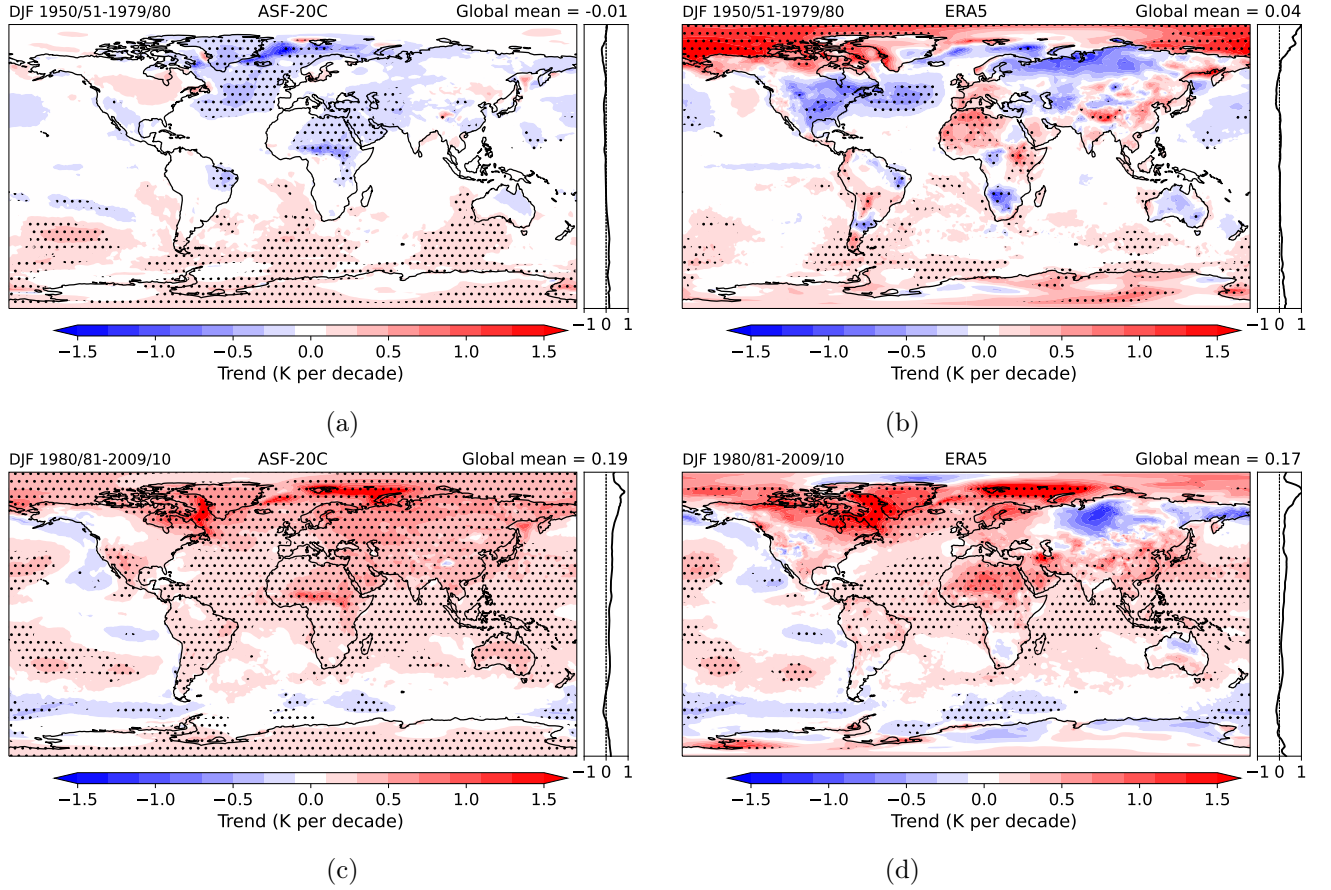 DJF 1950/51-1979/80 ASF-20C Global mean = -0.01
−1 0 1
−1.5 −1.0 −0.5 0.0 0.5 1.0 1.5
Trend (K per decade)
(a)
DJF 1950/51-1979/80 ERA5 Global mean = 0.04
−1 0 1
−1.5 −1.0 −0.5 0.0 0.5 1.0 1.5
Trend (K per decade)
(b)
DJF 1980/81-2009/10 ASF-20C Global mean = 0.19
−1 0 1
−1.5 −1.0 −0.5 0.0 0.5 1.0 1.5
Trend (K per decade)
(c)
DJF 1980/81-2009/10 ERA5 Global mean = 0.17
−1 0 1
−1.5 −1.0 −0.5 0.0 0.5 1.0 1.5
Trend (K per decade)
(d)